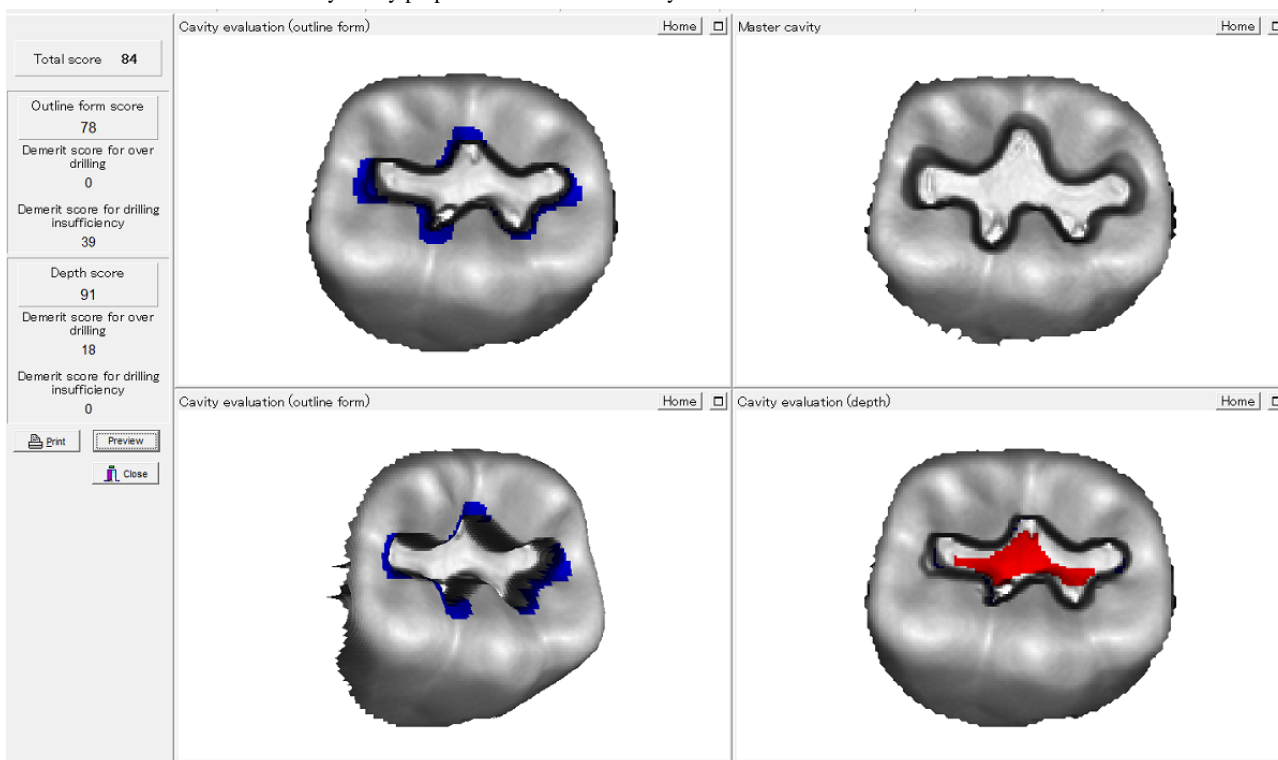 Cavity evaluation (outline form) Home Master cavity Home
Total score 84
Outline form score
78
Demerit score for over
drilling
0
Demerit score for drilling
insufficiency
39
Depth score
91
Demerit score for over
drilling
18
Demerit score for drilling
insufficiency
0
Print Preview
Close
Cavity evaluation (outline form) Home Cavity evaluation (depth) Home